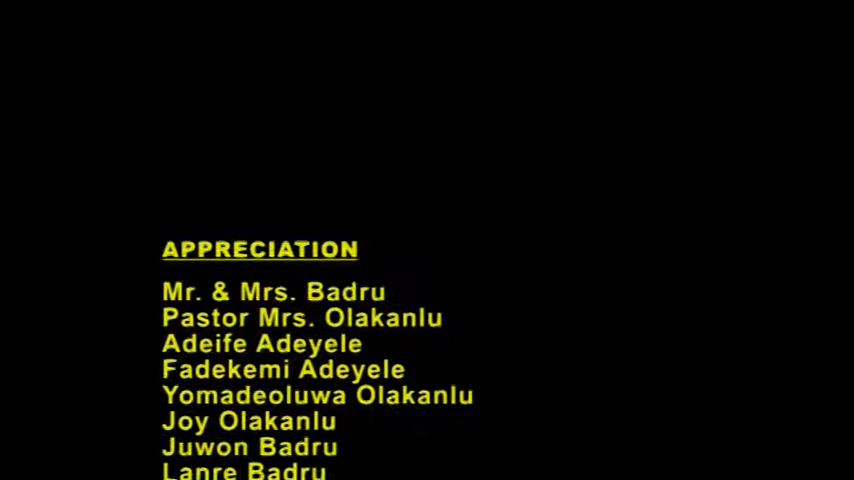 APPRECIATION
Mr. & Mrs. Badru
Pastor Mrs. Olakanlu
Adeife Adeyele
Fadekemi Adeyele
Yomadeoluwa Olakanlu
Joy Olakanlu
Juwon Badru
Lanre Badru